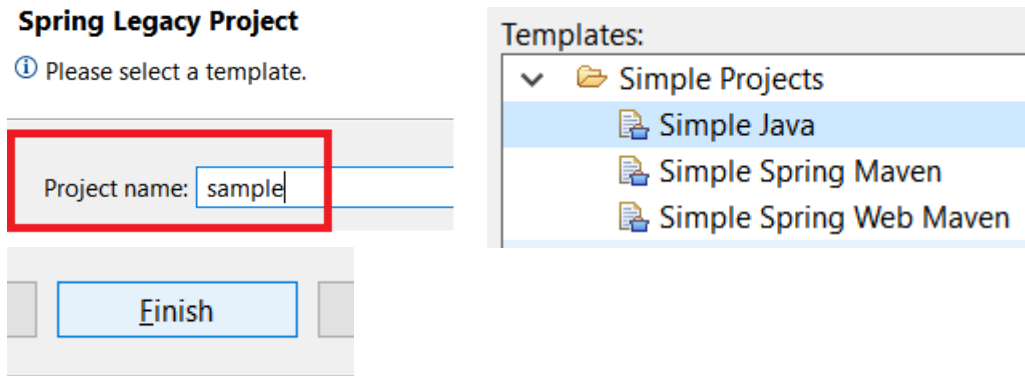 Spring Legacy Project
Please select a template.
Project name: sample
Finish
Templates:
Simple Projects
Simple Java
Simple Spring Maven
Simple Spring Web Maven